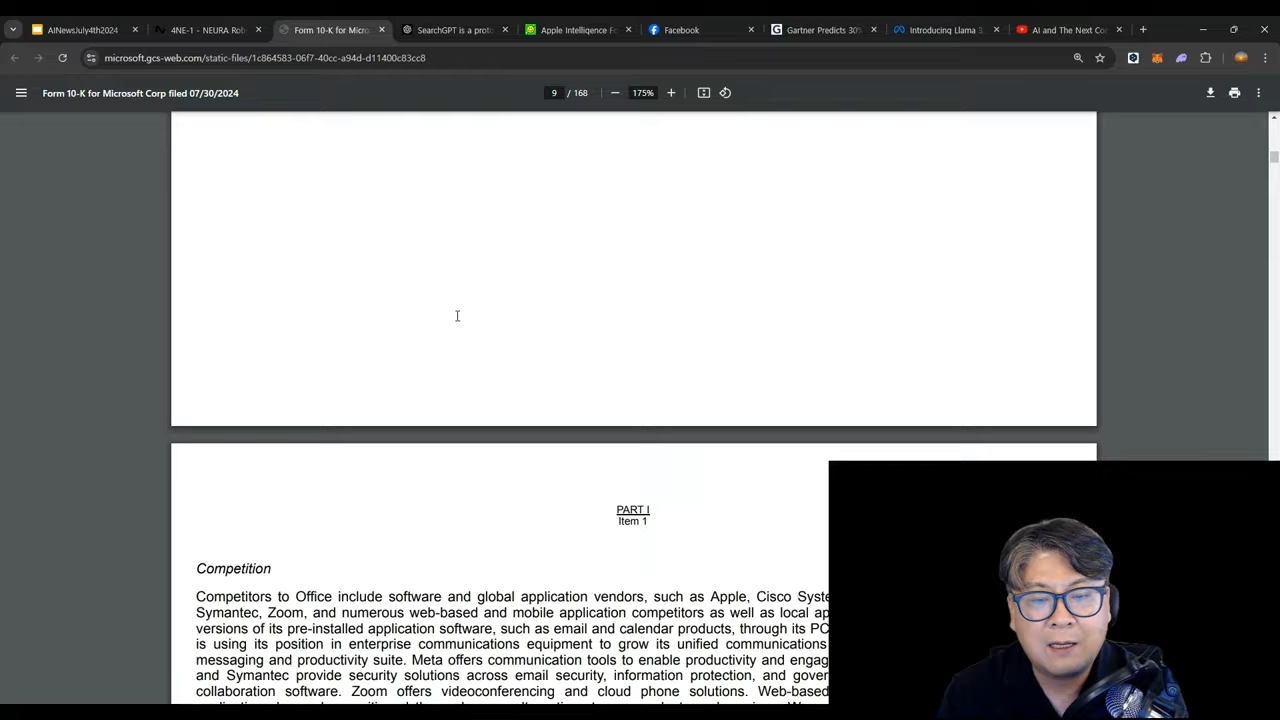 AINewsJuly4th2024
4NE-1 - NEURA Rob
Form 10-K for Micro
SearchGPT is a proto
Apple Intelligence Fo
Facebook
Gartner Predicts 30%
Introducing Llama 3.
AI and The Next Co
microsoft.gcs-web.com/static-files/1c864583-06f7-40cc-a94d-d11400c83cc8
Form 10-K for Microsoft Corp filed 07/30/2024
9 / 168
175%
PART I
Item 1
Competition
Competitors to Office include software and global application vendors, such as Apple, Cisco Syste
Symantec, Zoom, and numerous web-based and mobile application competitors as well as local ap
versions of its pre-installed application software, such as email and calendar products, through its PC
is using its position in enterprise communications equipment to grow its unified communications
messaging and productivity suite. Meta offers communication tools to enable productivity and engag
and Symantec provide security solutions across email security, information protection, and gover
collaboration software. Zoom offers videoconferencing and cloud phone solutions. Web-based